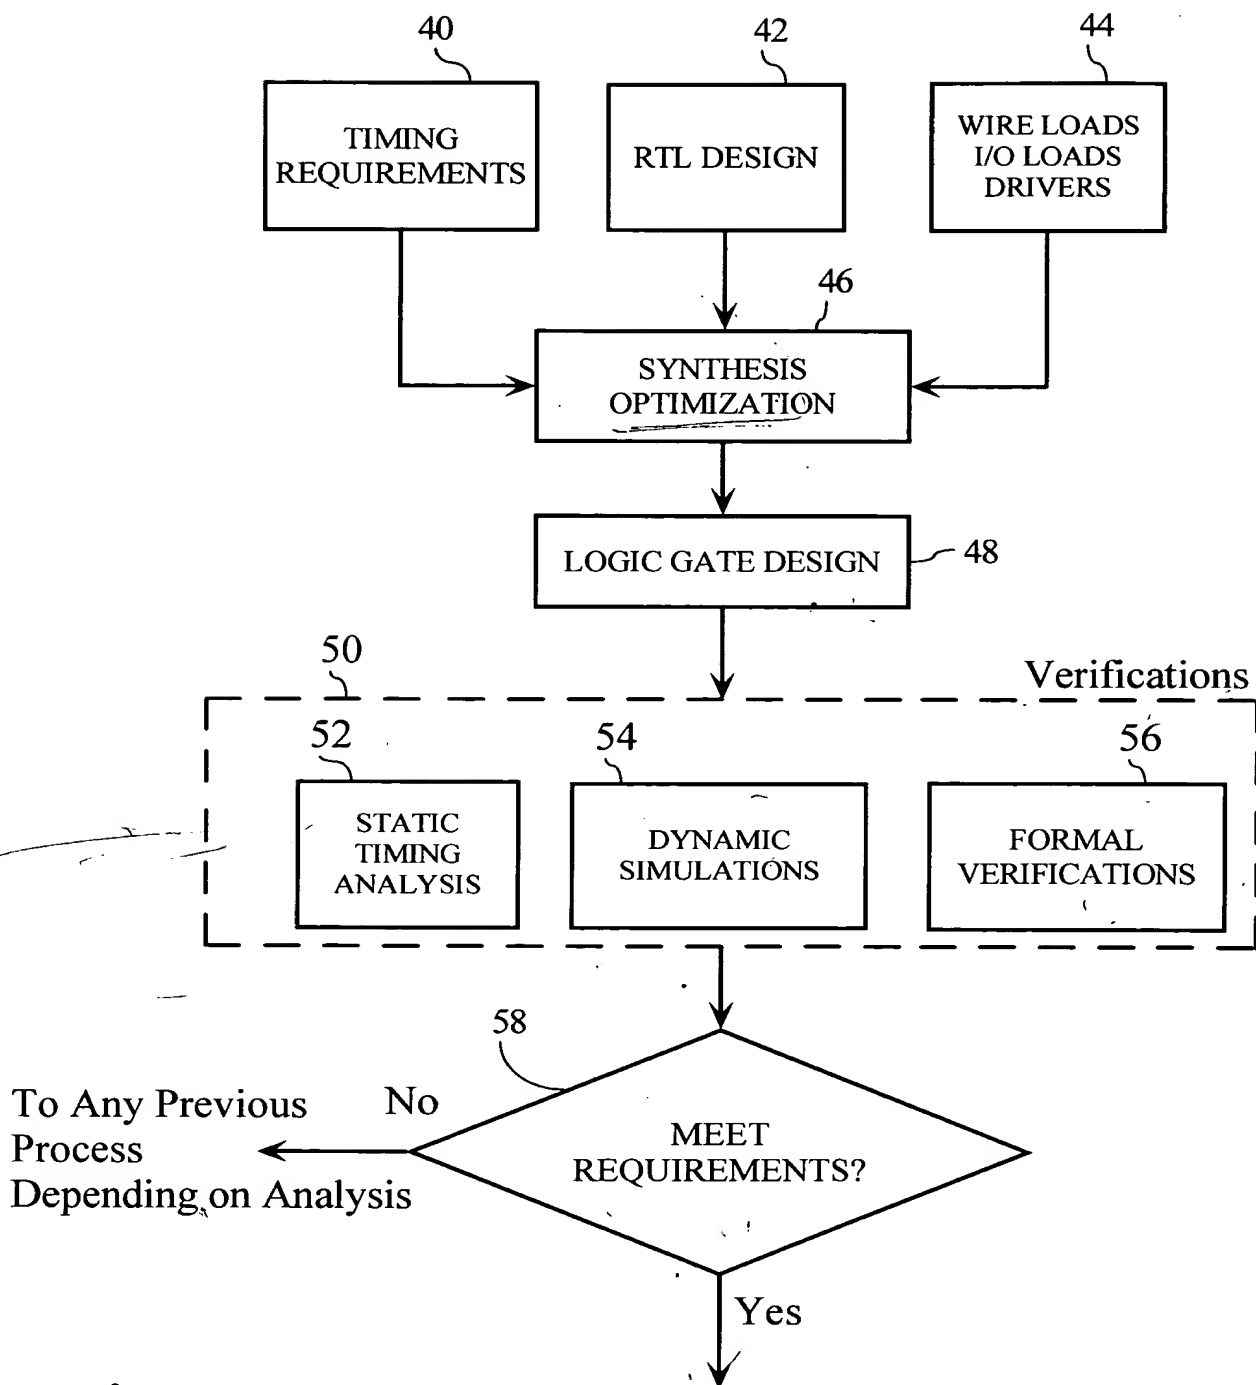 40
42
44
TIMING
REQUIREMENTS
RTL DESIGN
WIRE LOADS
I/O LOADS
DRIVERS
46
SYNTHESIS
OPTIMIZATION
LOGIC GATE DESIGN
48
50
Verifications
52
54
56
STATIC
TIMING
ANALYSIS
DYNAMIC
SIMULATIONS
FORMAL
VERIFICATIONS
58
To Any Previous
Process
Depending on Analysis
No
MEET
REQUIREMENTS?
Yes